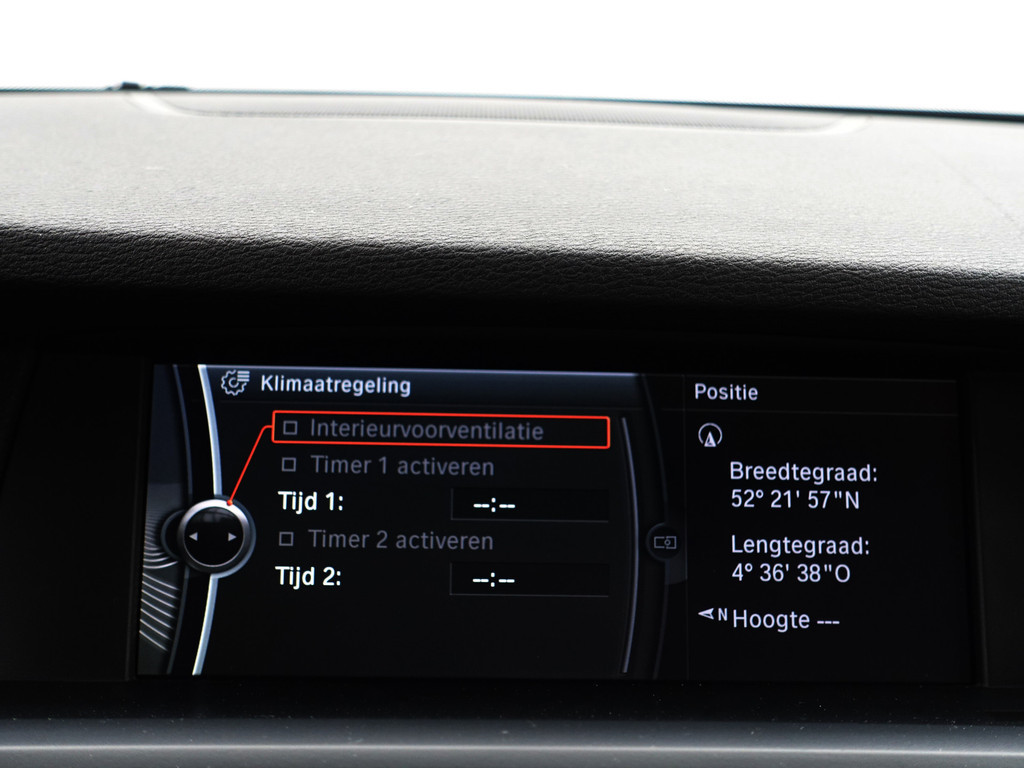 Klimaatregeling
Interieurvoorventilatie
Timer 1 activeren
Tijd 1: --:--
Timer 2 activeren
Tijd 2: --:--
Positie
Breedtegraad:
52° 21' 57"N
Lengtegraad:
4° 36' 38"O
N Hoogte ---